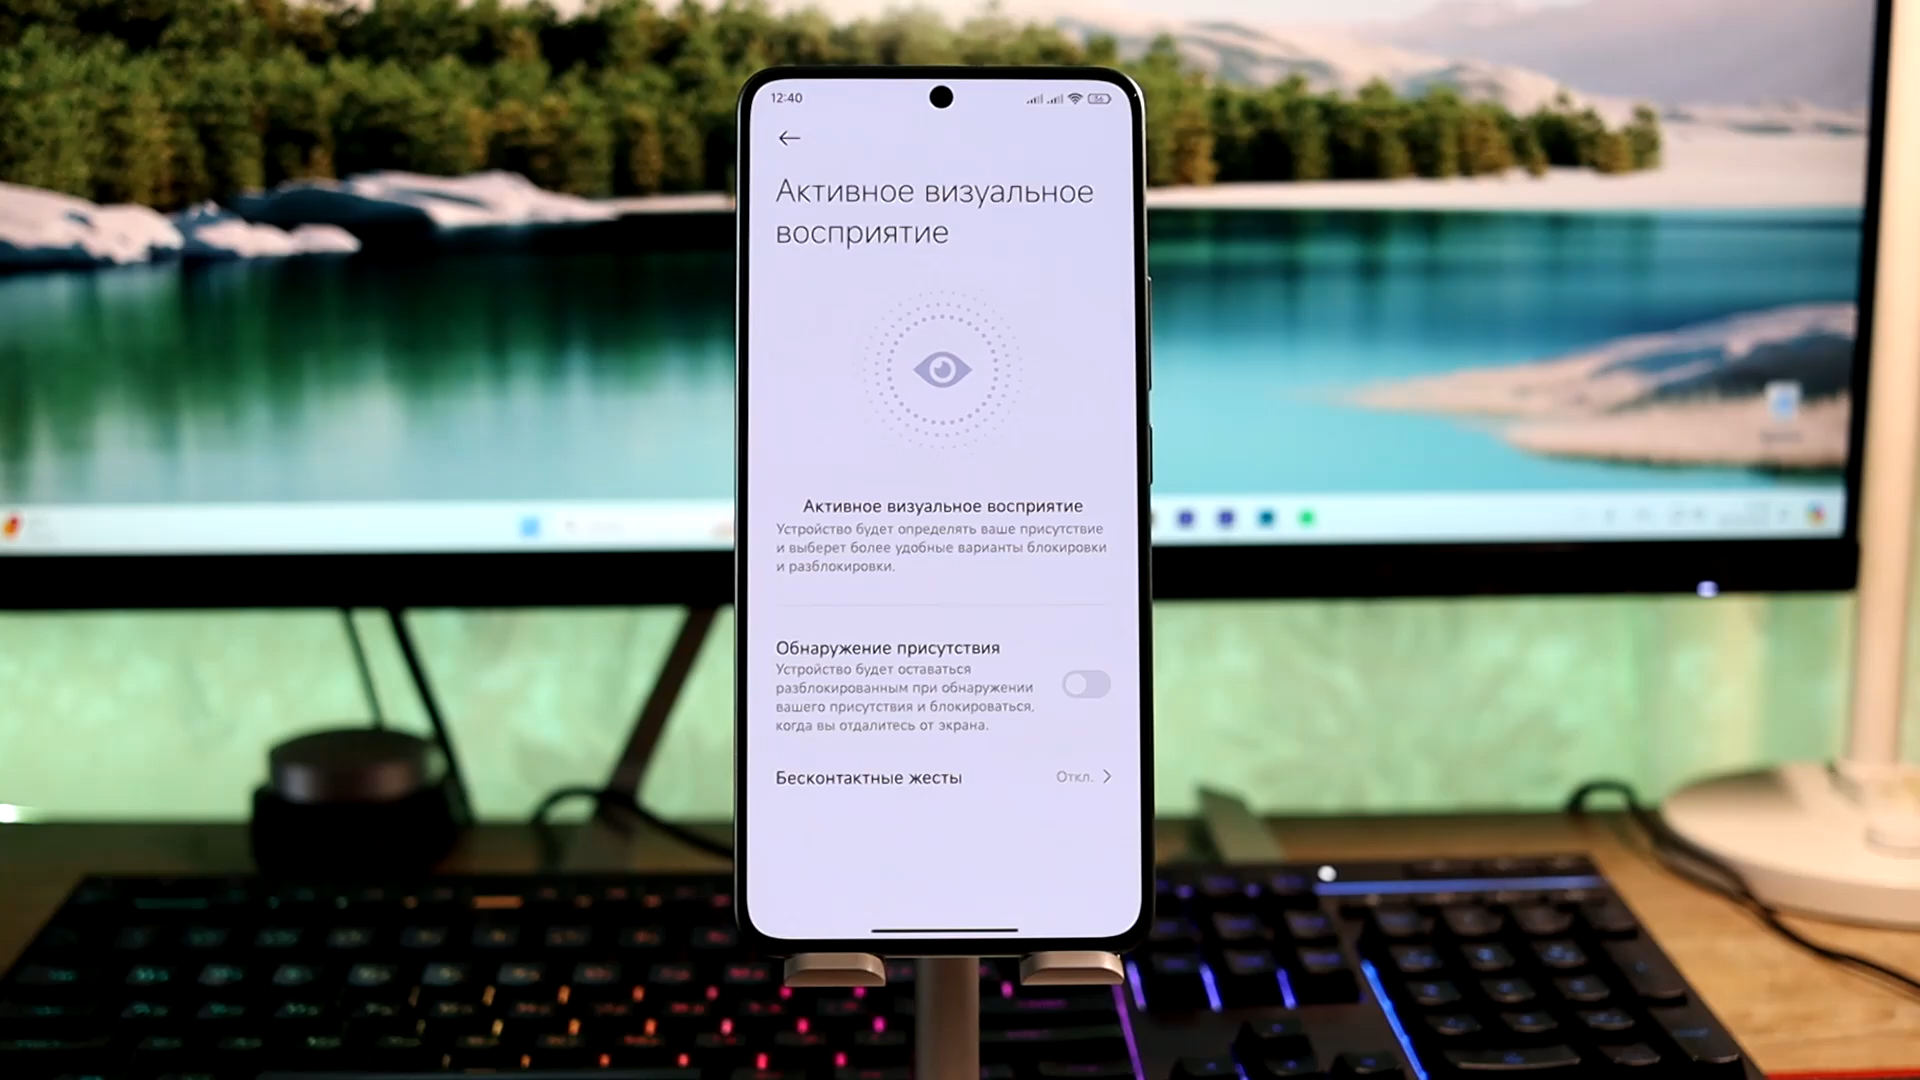 12:40
Активное визуальное
восприятие
Активное визуальное восприятие
Устройство будет определять ваше присутствие
и выберет более удобные варианты блокировки
и разблокировки.
Обнаружение присутствия
Устройство будет оставаться
разблокированным при обнаружении
вашего присутствия и блокироваться,
когда вы отдалитесь от экрана.
Бесконтактные жесты
Откл.